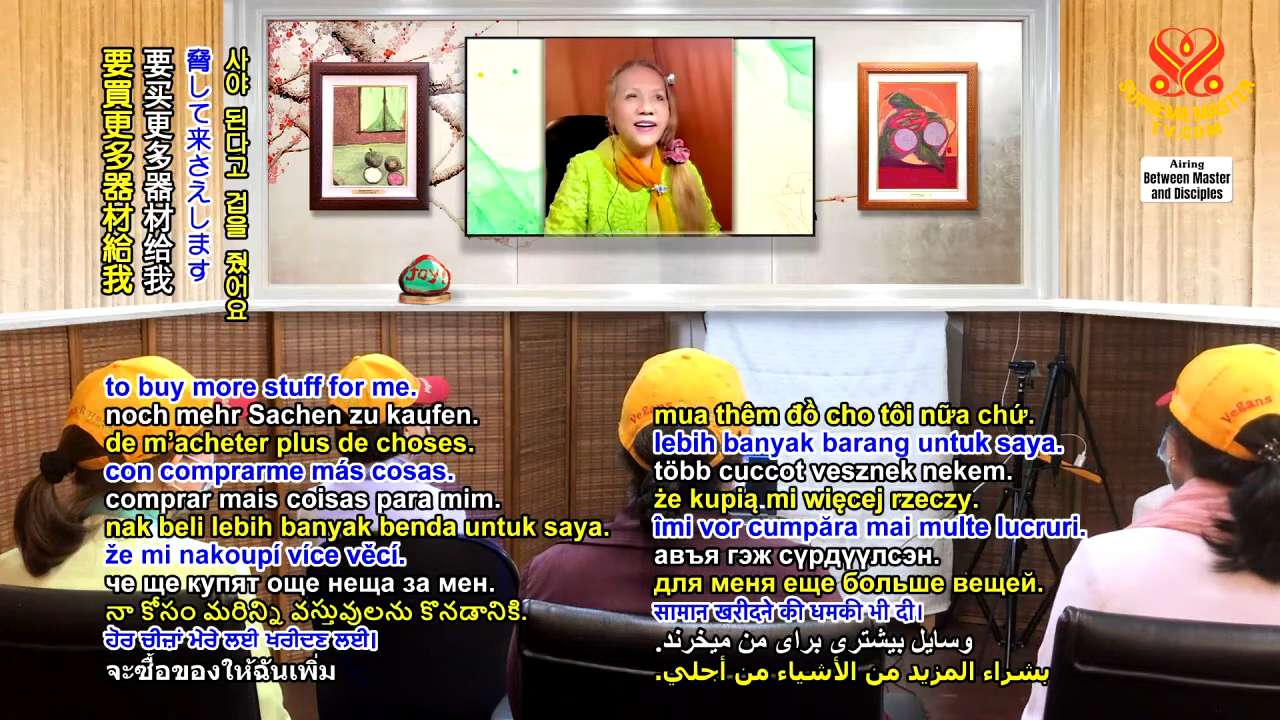 要買更多器材給我
要买更多器材给我
脅して来さえします
사야 된다고 겁을 줬어요
JOY
SUPREME MASTER
TV.COM
Airing
Between Master
and Disciples
Vegans
to buy more stuff for me.
noch mehr Sachen zu kaufen.
de m’acheter plus de choses.
con comprarme más cosas.
comprar mais coisas para mim.
nak beli lebih banyak benda untuk saya.
že mi nakoupí více věcí.
че ще купят още неща за мен.
నా కోసం మరిన్ని వస్తువులను కొనడానికి.
ਹੋਰ ਚੀਜ਼ਾਂ ਮੇਰੇ ਲਈ ਖਰੀਦਣ ਲਈ।
จะซื้อของให้ฉันเพิ่ม
mua thêm đồ cho tôi nữa chứ.
lebih banyak barang untuk saya.
több cuccot vesznek nekem.
że kupią mi więcej rzeczy.
îmi vor cumpăra mai multe lucruri.
авъя гэж сүрдүүлсэн.
для меня еще больше вещей.
सामान खरीदने की धमकी भी दी।
وسایل بیشتری برای من میخرند.
بشراء المزيد من الأشياء من أجلي.